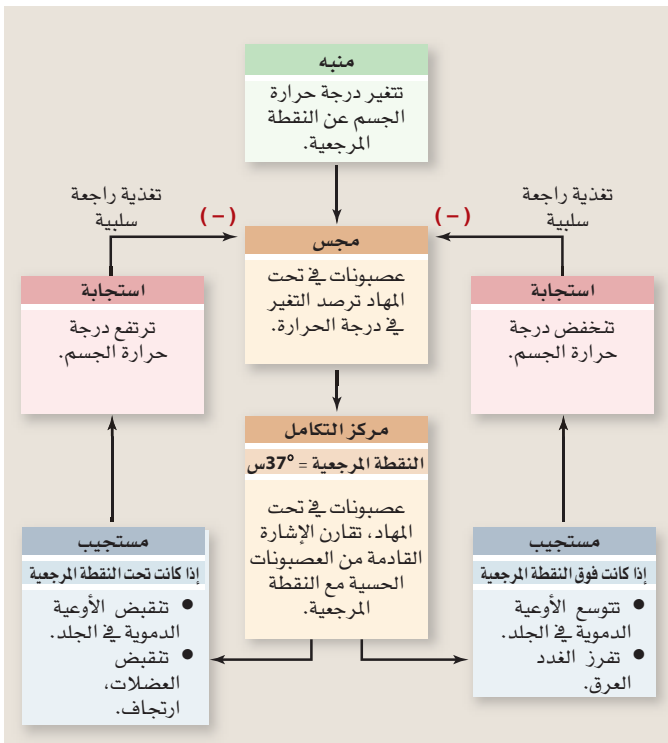 منبه
تتغير درجة حرارة
الجسم عن النقطة
المرجعية.
تغذية راجعة
سلبية
(−)
(−)
تغذية راجعة
سلبية
مجس
عصبونات في تحت
المهاد ترصد التغير
في درجة الحرارة.
استجابة
تنخفض درجة
حرارة الجسم.
استجابة
ترتفع درجة
حرارة الجسم.
مركز التكامل
النقطة المرجعية = 37°س
عصبونات في تحت
المهاد، تقارن الإشارة
القادمة من العصبونات
الحسية مع النقطة
المرجعية.
مستجيب
إذا كانت فوق النقطة المرجعية
● تتوسع الأوعية
الدموية في الجلد.
● تفرز الغدد
العرق.
مستجيب
إذا كانت تحت النقطة المرجعية
● تنقبض الأوعية
الدموية في الجلد.
● تنقبض
العضلات،
ارتجاف.